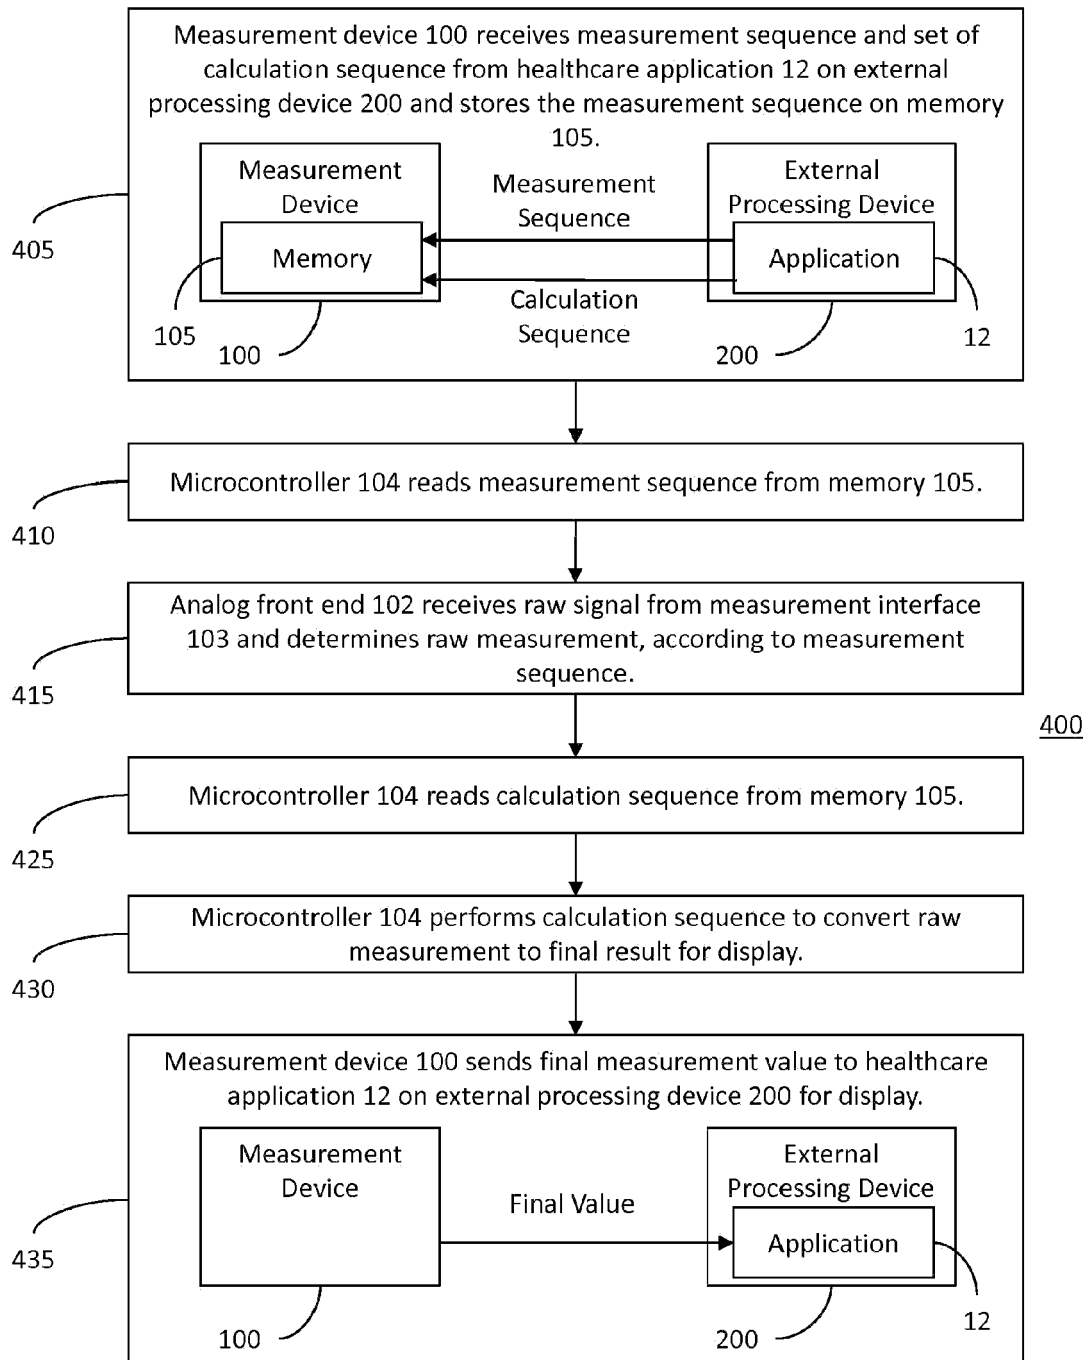 Measurement device 100 receives measurement sequence and set of
calculation sequence from healthcare application 12 on external
processing device 200 and stores the measurement sequence on memory
105.
Measurement
Device
Memory
Measurement
Sequence
Calculation
Sequence
External
Processing Device
Application
405
105
100
200
12
Microcontroller 104 reads measurement sequence from memory 105.
410
Analog front end 102 receives raw signal from measurement interface
103 and determines raw measurement, according to measurement
sequence.
415
400
Microcontroller 104 reads calculation sequence from memory 105.
425
Microcontroller 104 performs calculation sequence to convert raw
measurement to final result for display.
430
Measurement device 100 sends final measurement value to healthcare
application 12 on external processing device 200 for display.
Measurement
Device
Final Value
External
Processing Device
Application
435
100
200
12